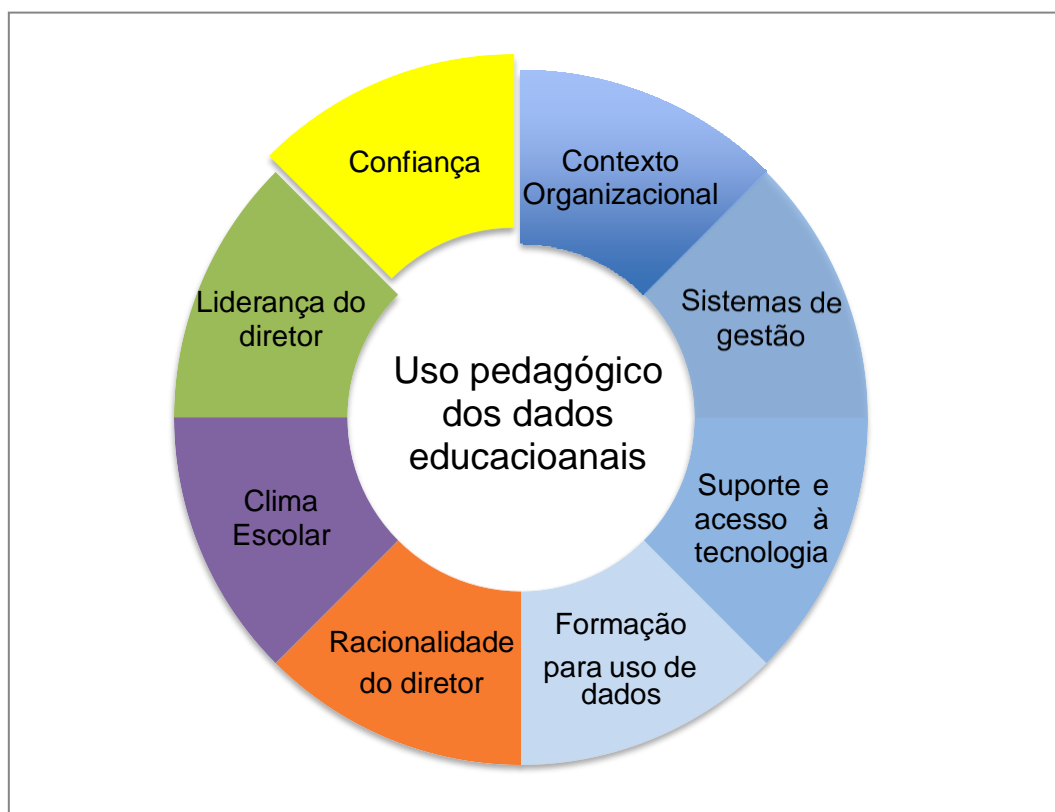 Confiança
Contexto
Organizacional
Liderança do
diretor
Sistemas de
gestão
Uso pedagógico
dos dados
educacioanais
Clima
Escolar
Suporte e
acesso à
tecnologia
Racionalidade
do diretor
Formação
para uso de
dados